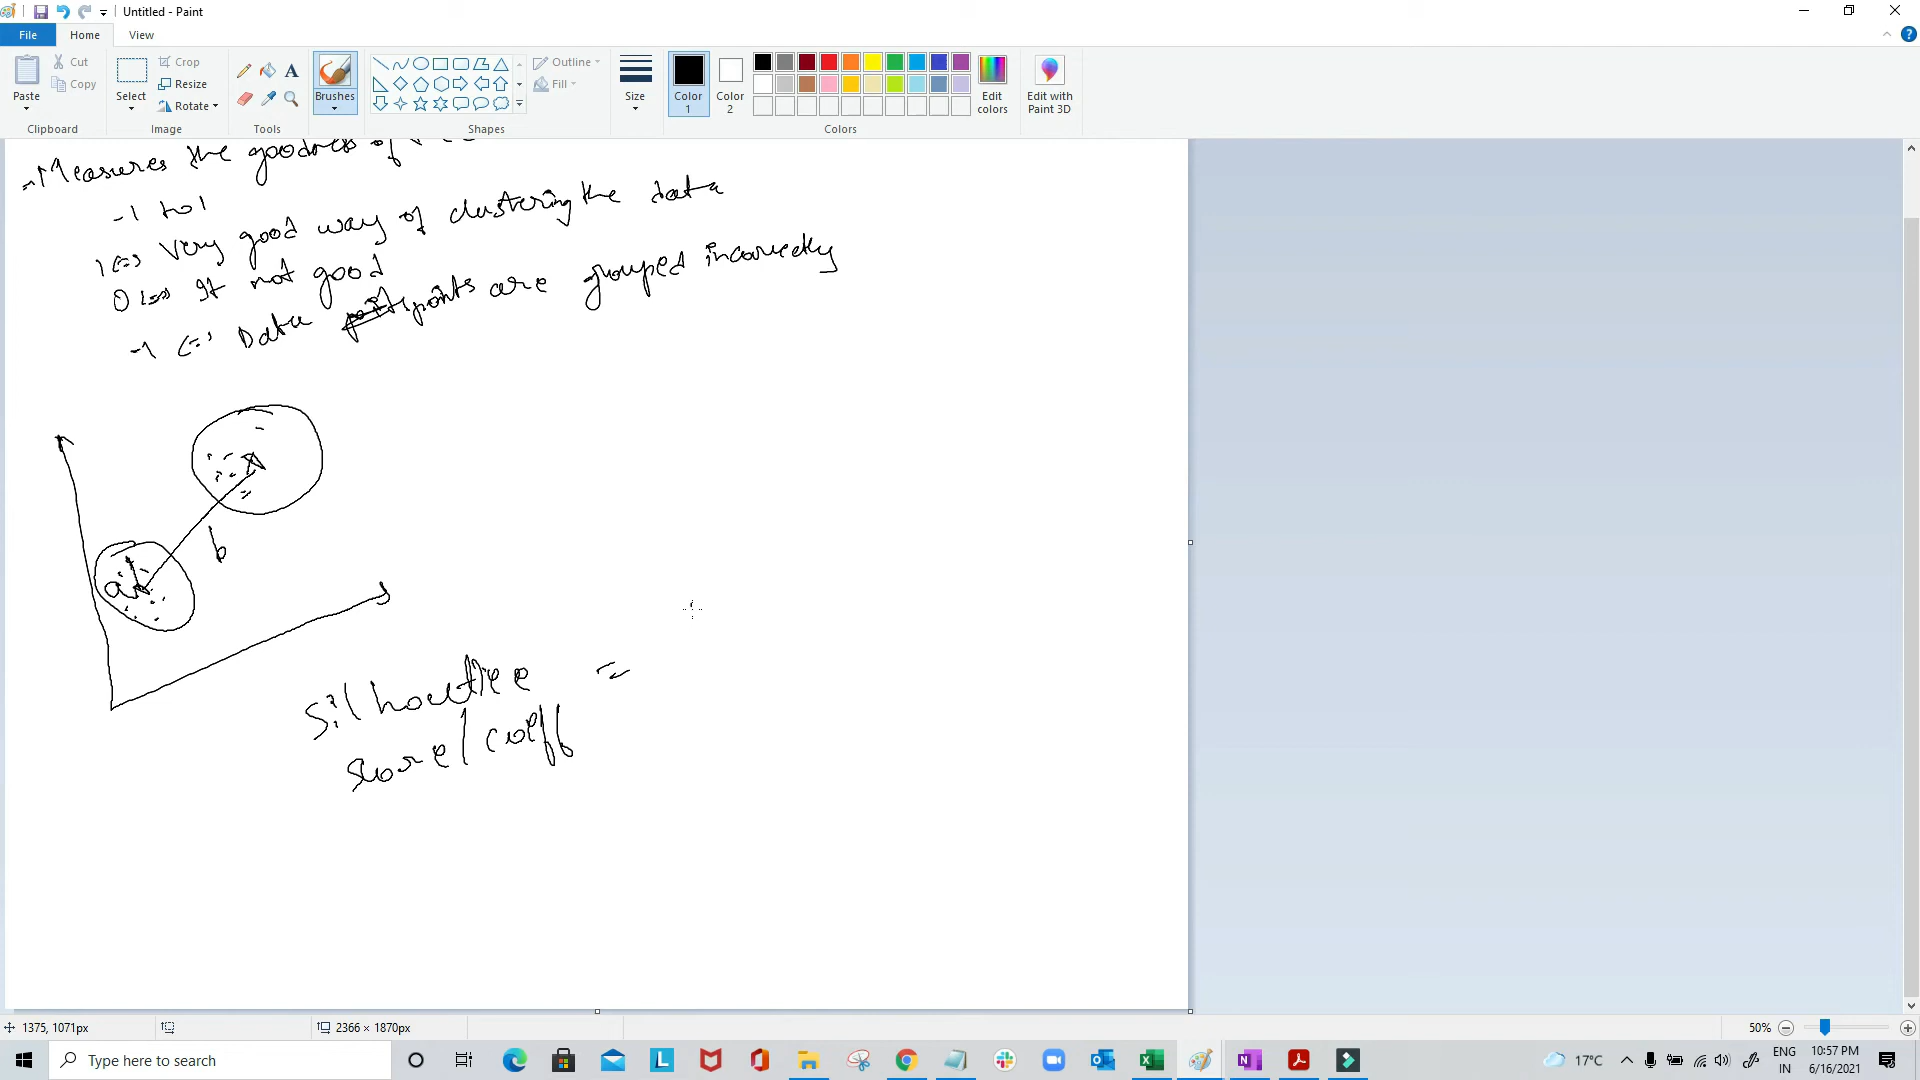 Untitled - Paint
File Home View
Cut
Copy
Paste
Clipboard
Select
Crop
Resize
Rotate
Image
A
Tools
Brushes
Shapes
Outline
Fill
Size
Color 1
Color 2
Edit colors
Edit with Paint 3D
Colors
Measures the goodness of
-1 to 1
1 <=> Very good way of clustering the data
0 <=> It not good
-1 <=> Data points are grouped incorrectly
b
a
Silhouttee =
score / coeff
1375, 1071px
2366 × 1870px
50%
Type here to search
17°C
ENG
IN
10:57 PM
6/16/2021